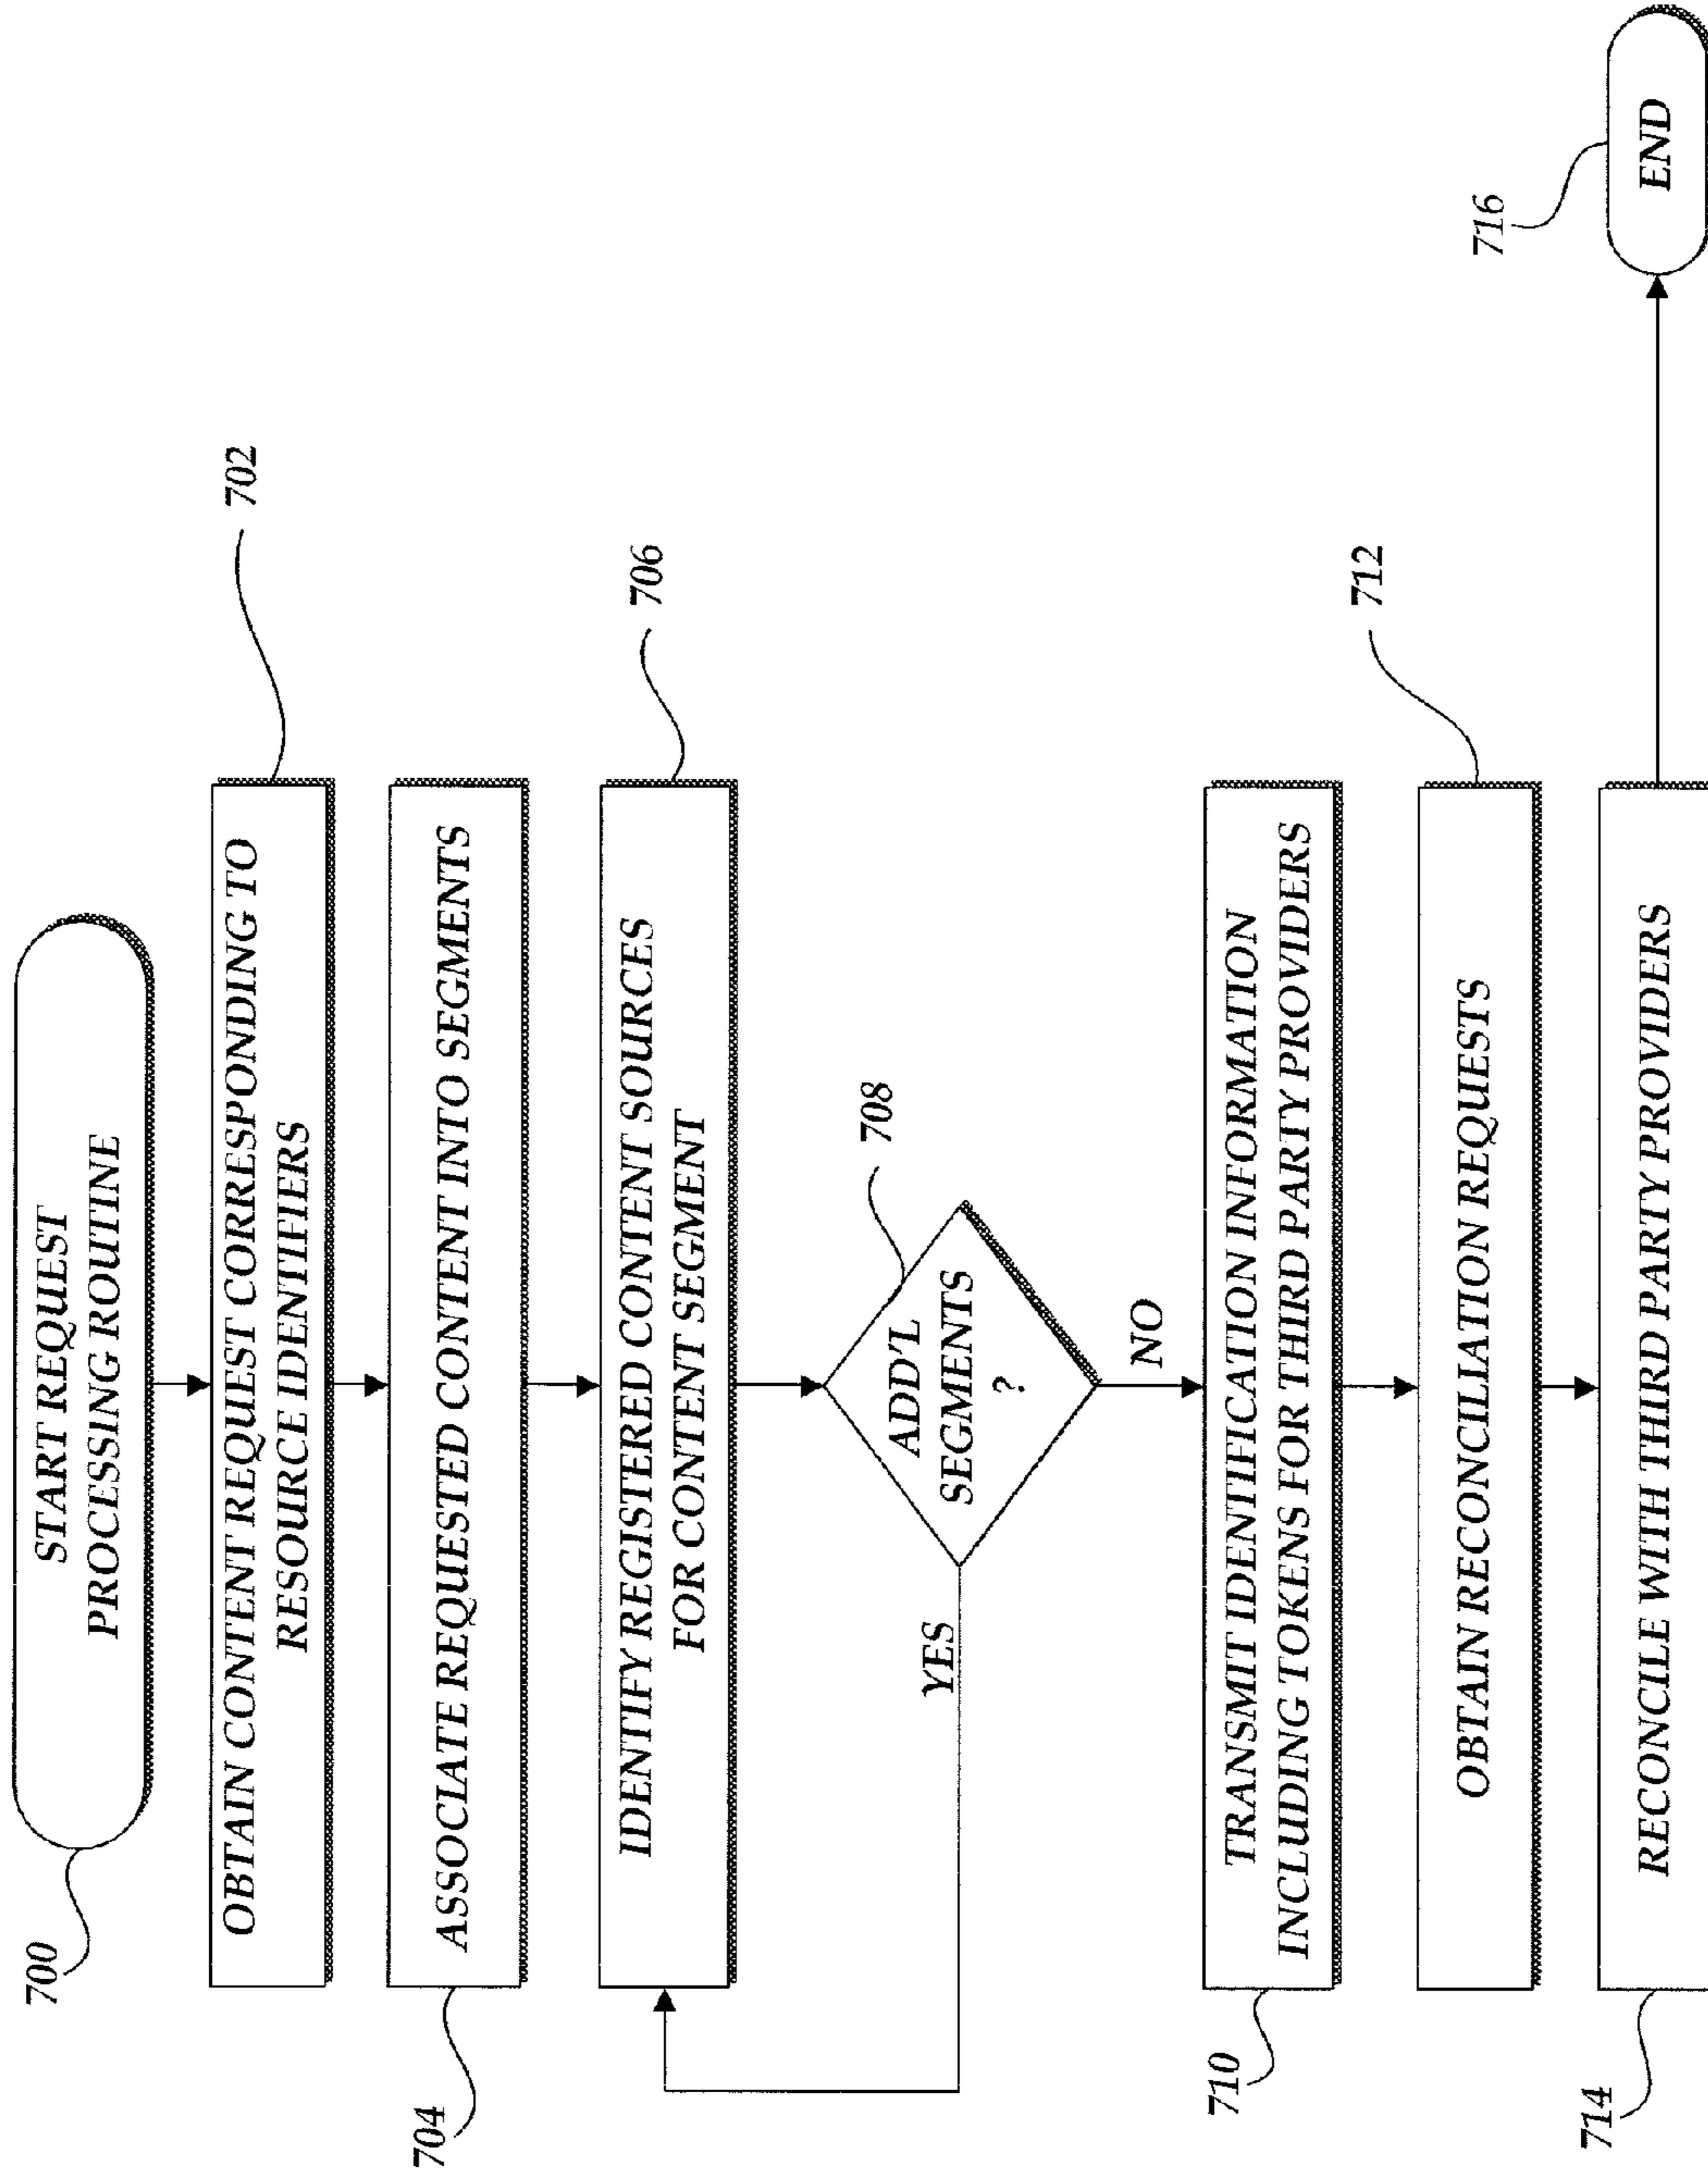 700
START REQUEST
PROCESSING ROUTINE
702
OBTAIN CONTENT REQUEST CORRESPONDING TO
RESOURCE IDENTIFIERS
704
ASSOCIATE REQUESTED CONTENT INTO SEGMENTS
706
IDENTIFY REGISTERED CONTENT SOURCES
FOR CONTENT SEGMENT
708
ADD'L
SEGMENTS
?
YES
NO
710
TRANSMIT IDENTIFICATION INFORMATION
INCLUDING TOKENS FOR THIRD PARTY PROVIDERS
712
OBTAIN RECONCILIATION REQUESTS
714
RECONCILE WITH THIRD PARTY PROVIDERS
716
END